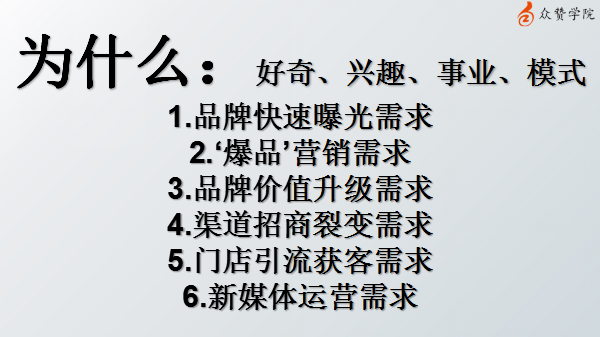 众赞学院
为什么：好奇、兴趣、事业、模式
1.品牌快速曝光需求
2.‘爆品’营销需求
3.品牌价值升级需求
4.渠道招商裂变需求
5.门店引流获客需求
6.新媒体运营需求